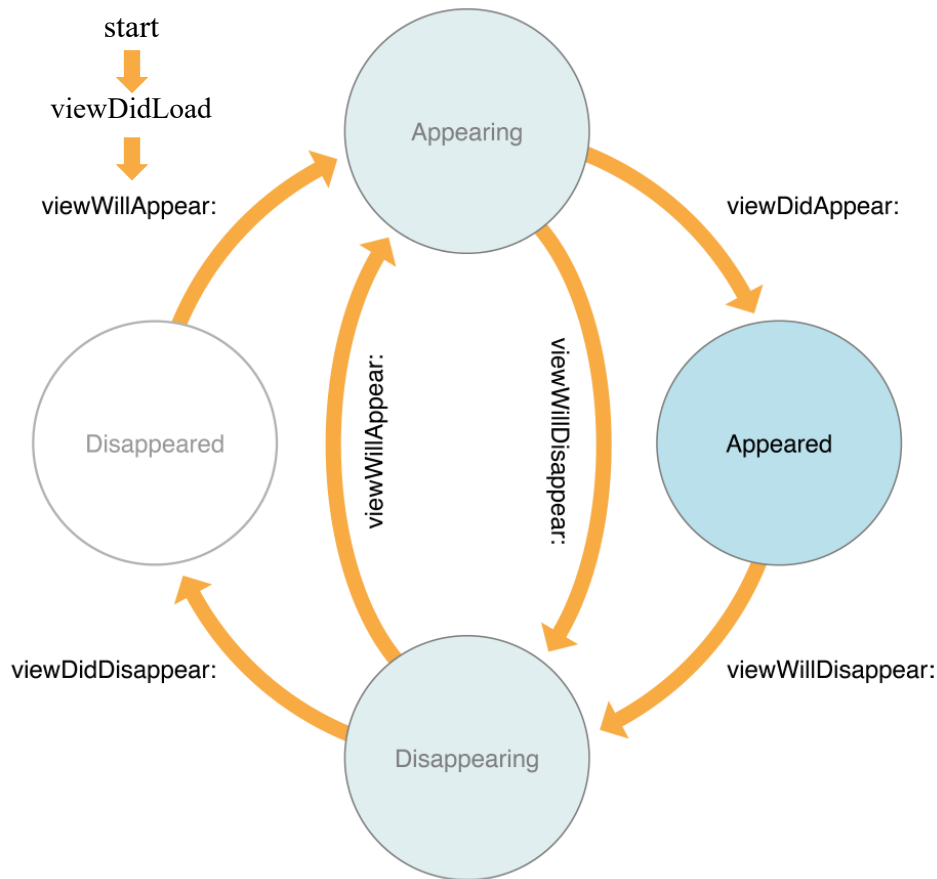 start
viewDidLoad
Appearing
viewWillAppear:
viewDidAppear:
viewWillAppear:
viewWillDisappear:
Disappeared
Appeared
viewDidDisappear:
viewWillDisappear:
Disappearing